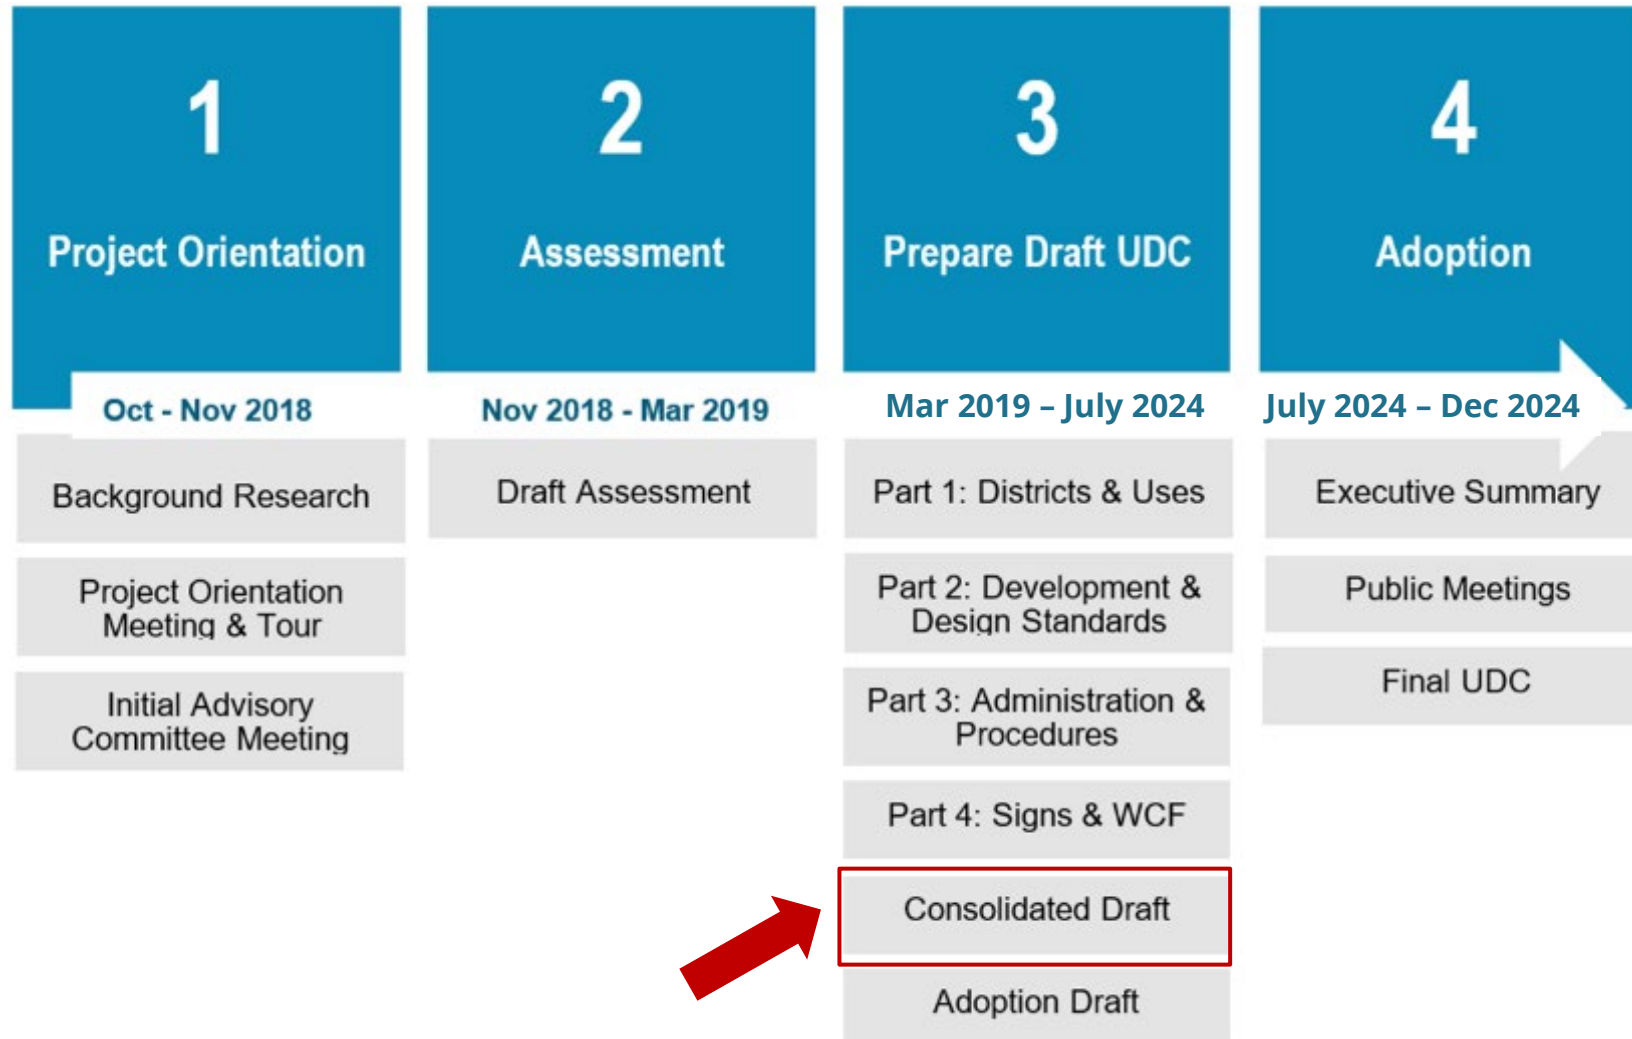 1
Project Orientation
Oct - Nov 2018
Background Research
Project Orientation
Meeting & Tour
Initial Advisory
Committee Meeting
2
Assessment
Nov 2018 - Mar 2019
Draft Assessment
3
Prepare Draft UDC
Mar 2019 – July 2024
Part 1: Districts & Uses
Part 2: Development &
Design Standards
Part 3: Administration &
Procedures
Part 4: Signs & WCF
Consolidated Draft
Adoption Draft
4
Adoption
July 2024 – Dec 2024
Executive Summary
Public Meetings
Final UDC